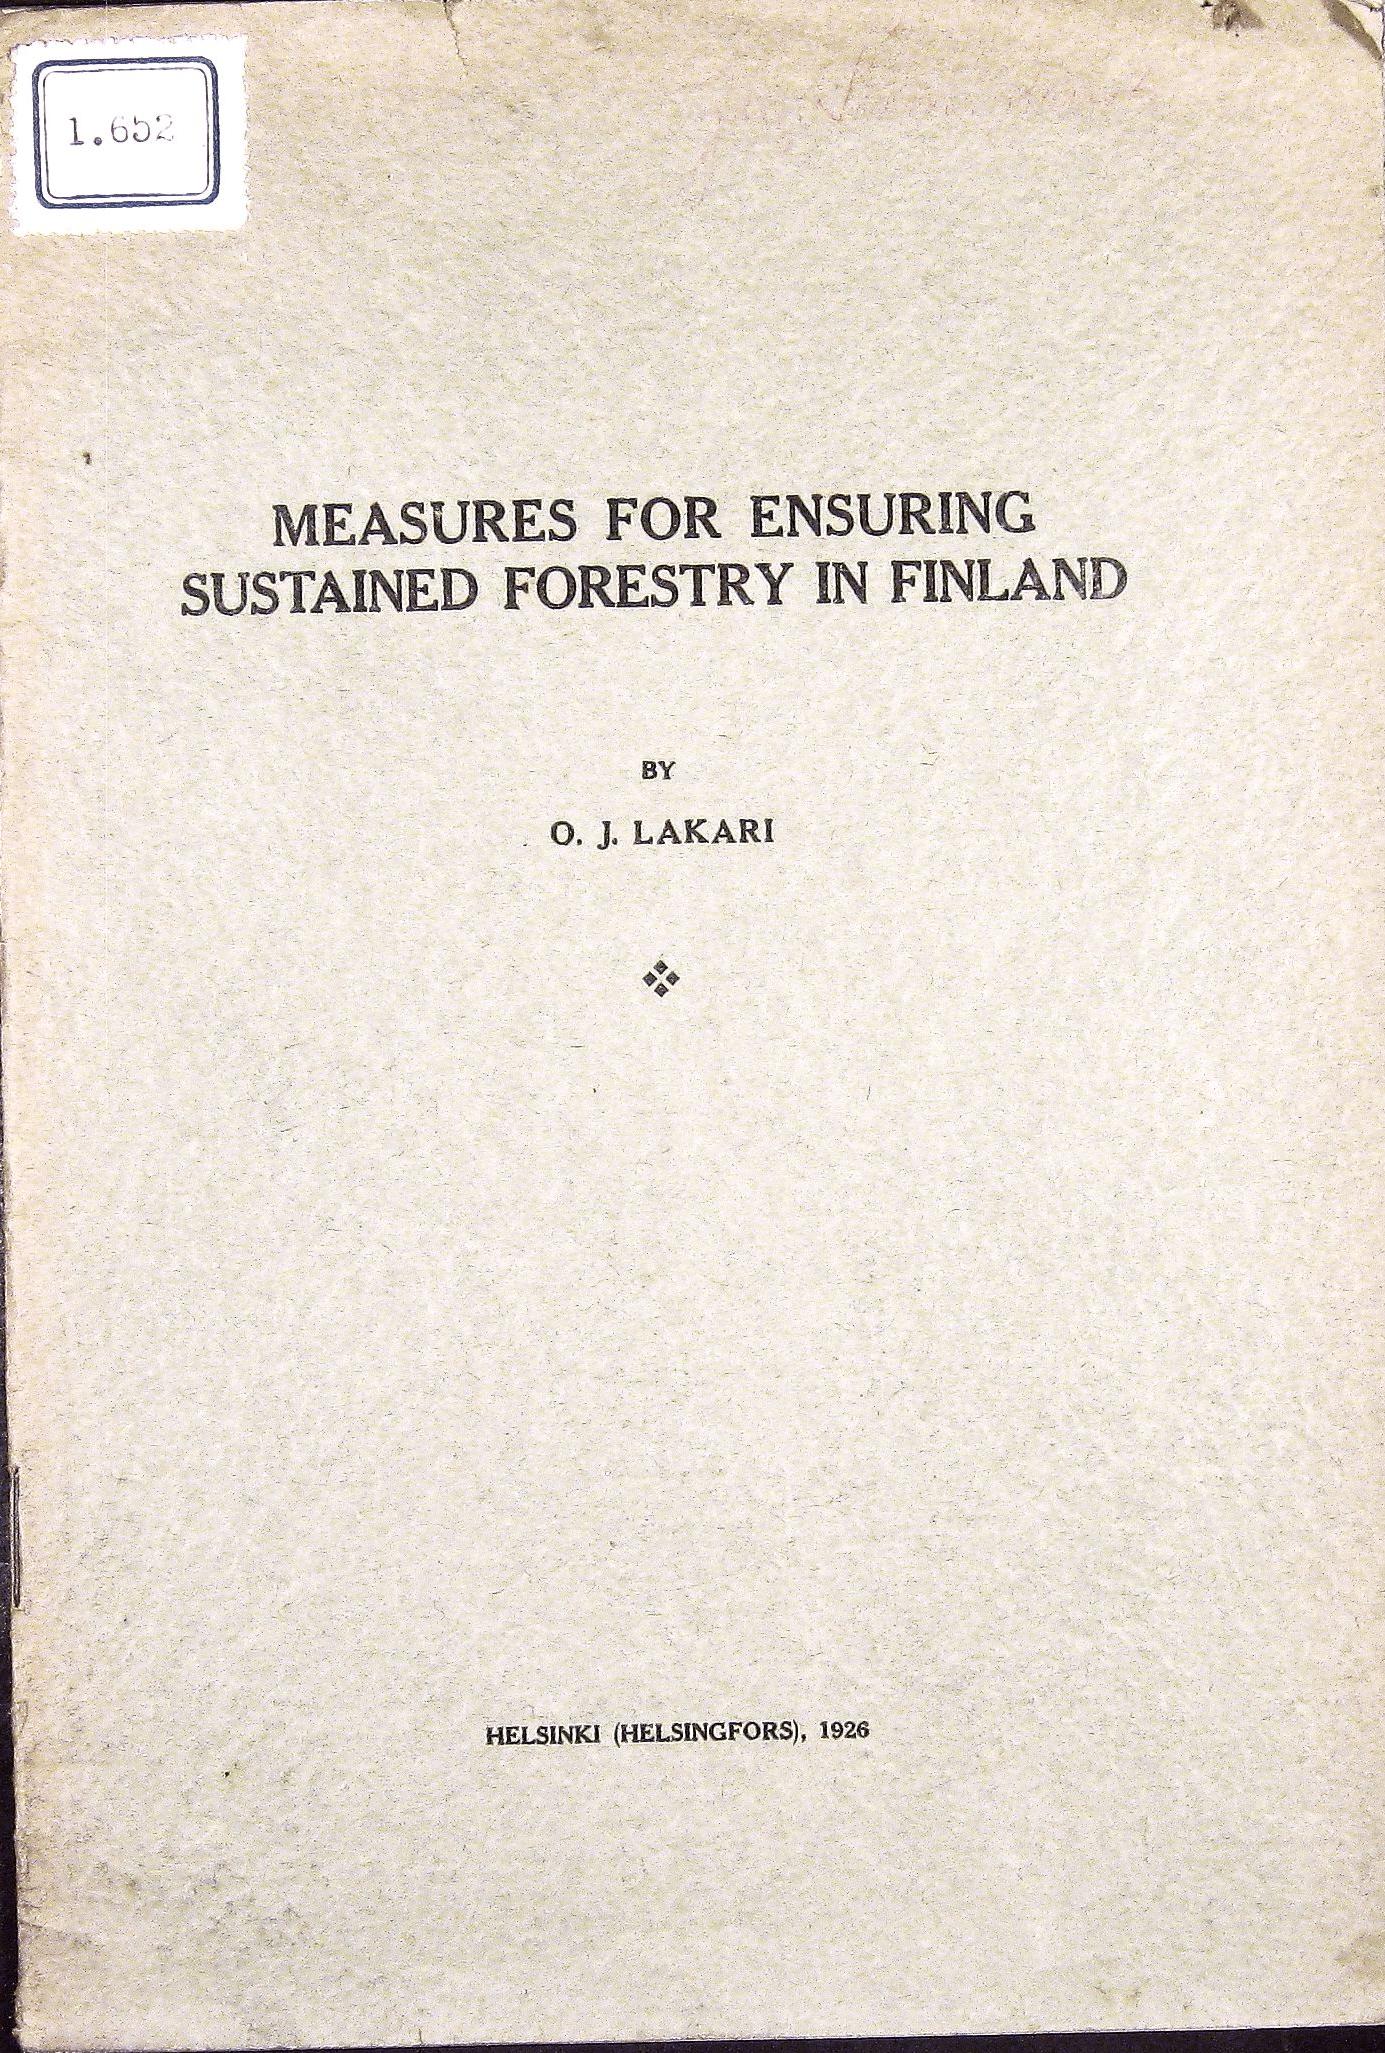 1.652
MEASURES FOR ENSURING
SUSTAINED FORESTRY IN FINLAND
BY
O. J. LAKARI
HELSINKI (HELSINGFORS), 1926